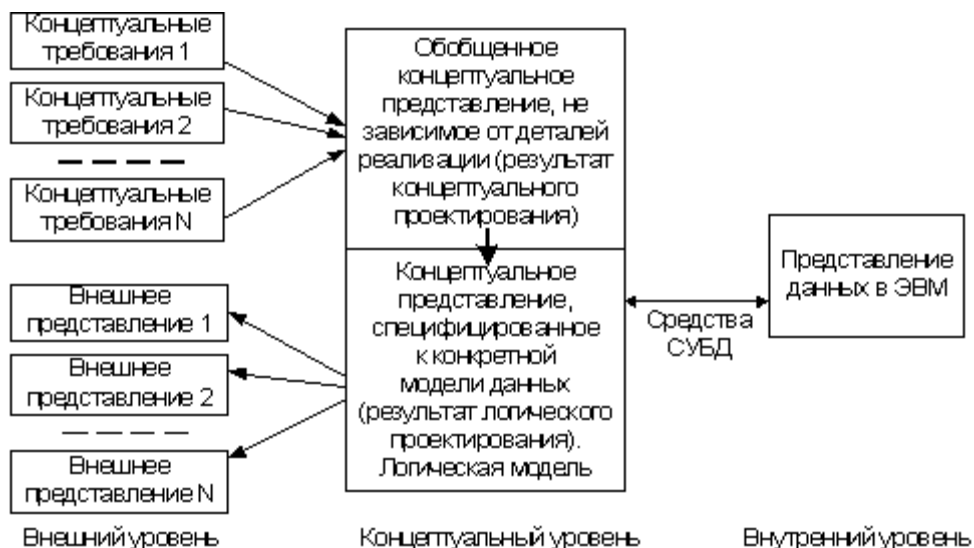 Концептуальные
требования 1
Концептуальные
требования 2
Концептуальные
требования N
Внешнее
представление 1
Внешнее
представление 2
Внешнее
представление N
Внешний уровень
Обобщенное
концептуальное
представление, не
зависимое от деталей
реализации (результат
концептуального
проектирования)
Концептуальное
представление,
специфицированное
к конкретной
модели данных
(результат логического
проектирования).
Логическая модель
Концептуальный уровень
Средства
СУБД
Представление
данных в ЭВМ
Внутренний уровень